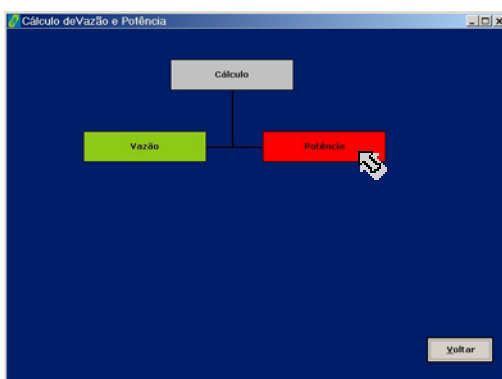 Cálculo deVazão e Potência
Cálculo
Vazão
Potência
Voltar